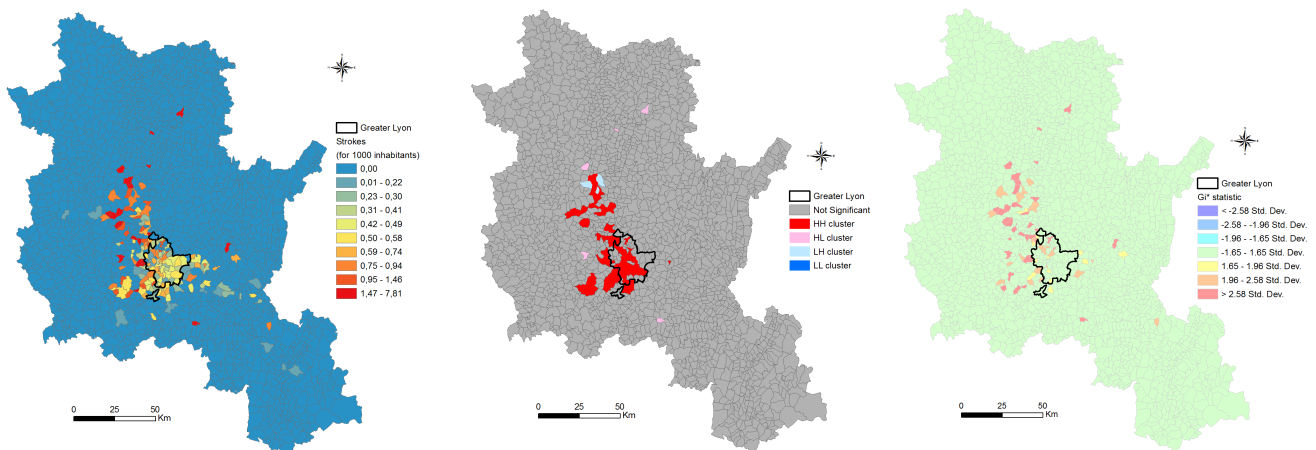 Greater Lyon
Strokes
(for 1000 inhabitants)
0,00
0,01 - 0,22
0,23 - 0,30
0,31 - 0,41
0,42 - 0,49
0,50 - 0,58
0,59 - 0,74
0,75 - 0,94
0,95 - 1,46
1,47 - 7,81
0 25 50
Km
Greater Lyon
Not Significant
HH cluster
HL cluster
LH cluster
LL cluster
0 25 50
Km
Greater Lyon
Gi* statistic
< -2.58 Std. Dev.
-2.58 - -1.96 Std. Dev.
-1.96 - -1.65 Std. Dev.
-1.65 - 1.65 Std. Dev.
1.65 - 1.96 Std. Dev.
1.96 - 2.58 Std. Dev.
> 2.58 Std. Dev.
0 25 50
Km